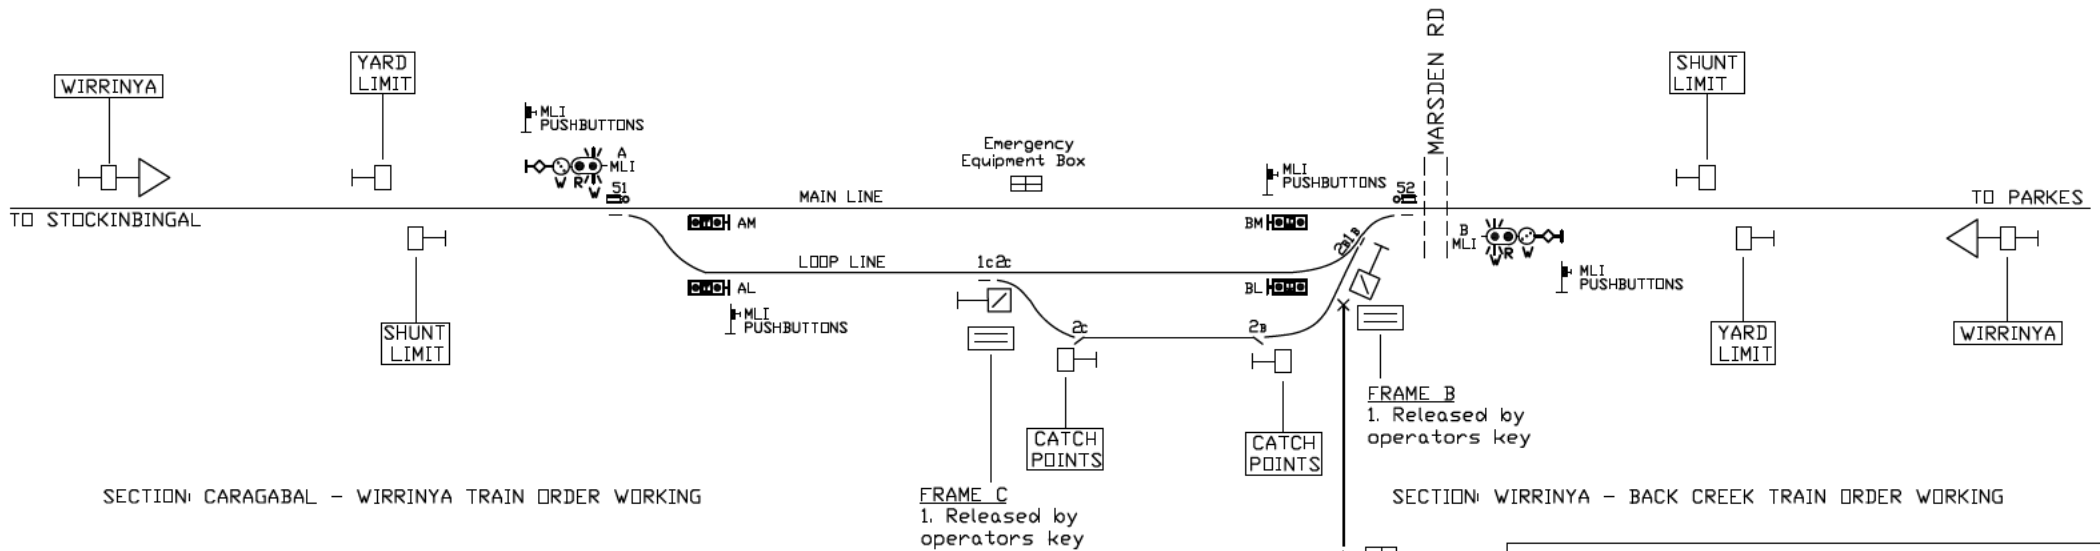 MARSDEN RD
WIRRINYA
YARD
LIMIT
SHUNT
LIMIT
MLI
PUSHBUTTONS
A
MLI
W R
W
51
Emergency
Equipment Box
MLI
PUSHBUTTONS
52
MAIN LINE
TO STOCKINBINGAL
TO PARKES
AM
BM
B
MLI
R W
W
LOOP LINE
1C 2C
2B 1B
AL
BL
MLI
PUSHBUTTONS
MLI
PUSHBUTTONS
SHUNT
LIMIT
2C
2B
YARD
LIMIT
WIRRINYA
CATCH
POINTS
CATCH
POINTS
FRAME B
1. Released by
operators key
SECTION: CARAGABAL - WIRRINYA TRAIN ORDER WORKING
FRAME C
1. Released by
operators key
SECTION: WIRRINYA - BACK CREEK TRAIN ORDER WORKING